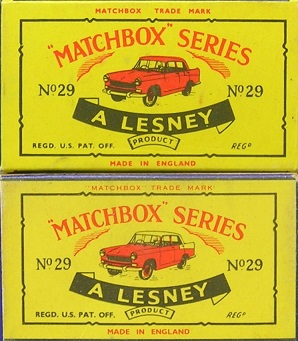 MATCHBOX TRADE MARK
"MATCHBOX" SERIES
No29 No29
A LESNEY
PRODUCT
REGD. U.S. PAT. OFF. REGD
MADE IN ENGLAND
MATCHBOX TRADE MARK
"MATCHBOX" SERIES
No29 No29
A LESNEY
PRODUCT
REGD. U.S. PAT. OFF. REGD
MADE IN ENGLAND